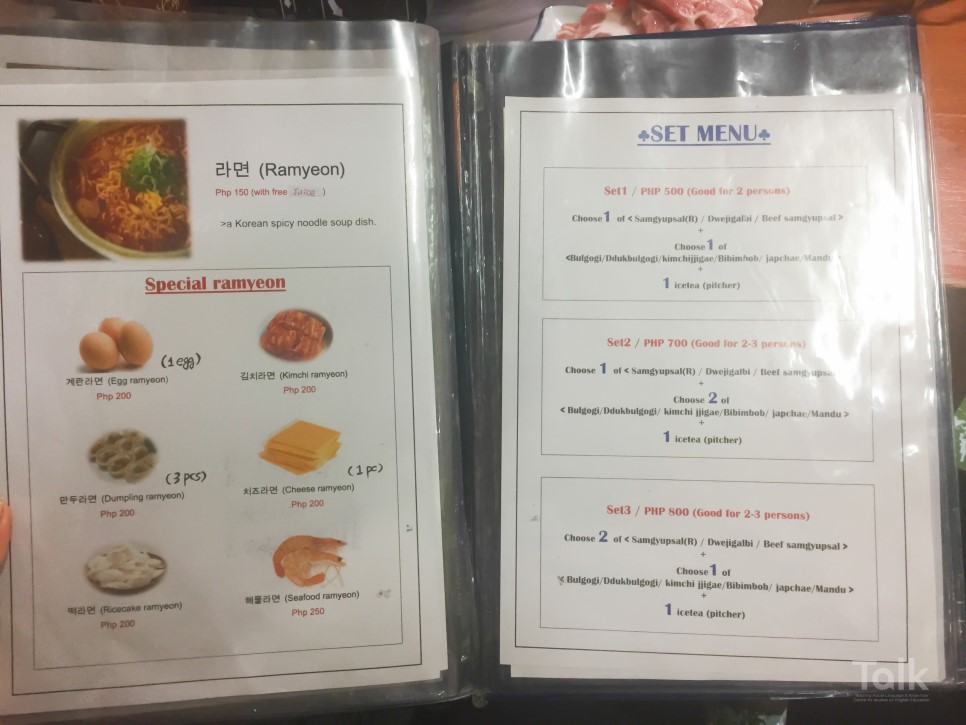 라면 (Ramyeon)
Php 150 (with free Juice )
>a Korean spicy noodle soup dish.
Special ramyeon
(1 egg)
계란라면 (Egg ramyeon)
Php 200
김치라면 (Kimchi ramyeon)
Php 200
(3 pcs)
만두라면 (Dumpling ramyeon)
Php 200
(1 pc)
치즈라면 (Cheese ramyeon)
.Php 200
떡라면 (Ricecake ramyeon)
Php 200
해물라면 (Seafood ramyeon)
Php 250
♣SET MENU♣
Set1 / PHP 500 (Good for 2 persons)
Choose 1 of < Samgyupsal(R) / Dwejigalbi / Beef samgyupsal >
+
Choose 1 of
<Bulgogi/Ddukbulgogi/kimchijjigae/Bibimbob/ japchae/Mandu >
+
1 icetea (pitcher)
Set2 / PHP 700 (Good for 2-3 persons)
Choose 1 of < Samgyupsal(R) / Dwejigalbi / Beef samgyupsal
+
Choose 2 of
< Bulgogi/Ddukbulgogi/ kimchi jjigae/Bibimbob/ japchae/Mandu >
+
1 icetea (pitcher)
Set3 / PHP 800 (Good for 2-3 persons)
Choose 2 of < Samgyupsal(R) / Dwejigalbi / Beef samgyupsal >
+
Choose 1 of
< Bulgogi/Ddukbulgogi/ kimchi jjigae/Bibimbob/ japchae/Mandu >
+
1 icetea (pitcher)
Talk